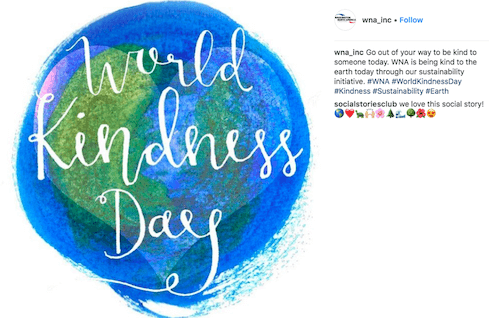 World
Kindness
Day
wna_inc • Follow
wna_inc Go out of your way to be kind to
someone today. WNA is being kind to the
earth today through our sustainability
initiative. #WNA #WorldKindnessDay
#Kindness #Sustainability #Earth
socialstoriesclub we love this social story!